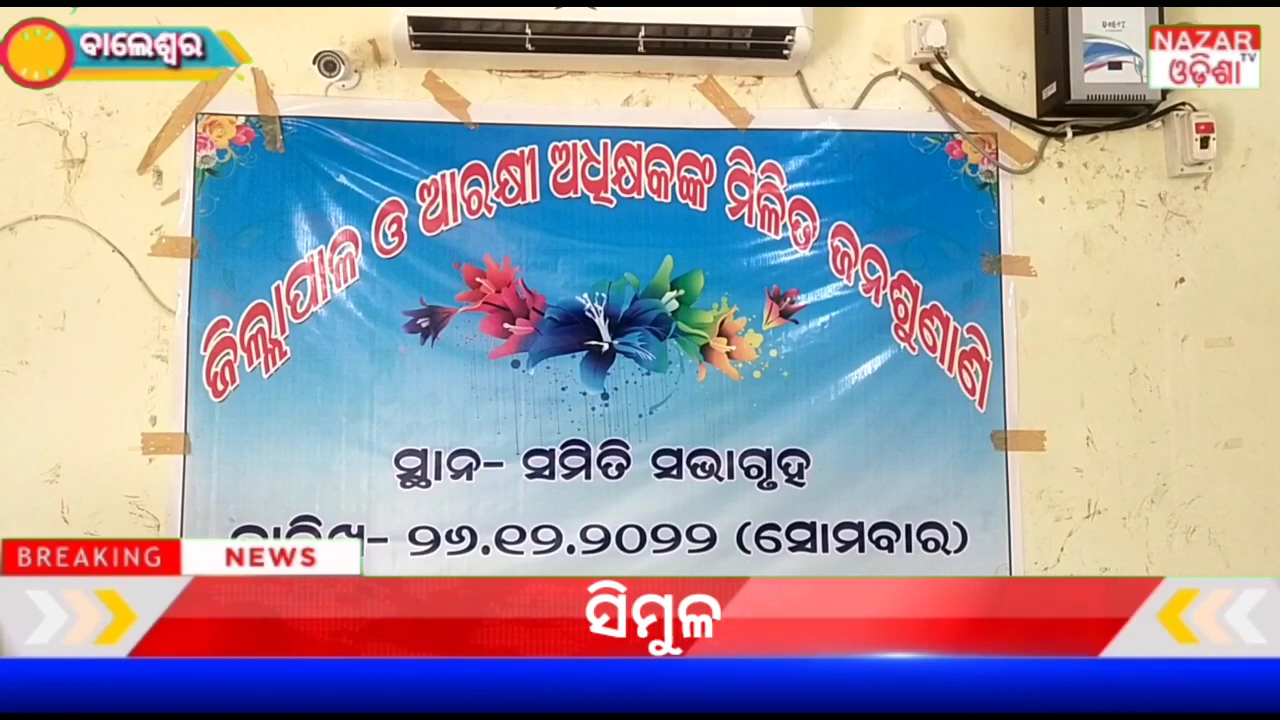 ବାଲେଶ୍ୱର
NAZAR TV
ଓଡ଼ିଶା
ଜିଲ୍ଲାପାଳ ଓ ଆରକ୍ଷୀ ଅଧିକ୍ଷକଙ୍କ ମିଳିତ ଜନଶୁଣାଣି
ସ୍ଥାନ- ସମିତି ସଭାଗୃହ
ତାରିଖ- ୨୬.୧୨.୨୦୨୨ (ସୋମବାର)
BREAKING NEWS
ସିମୁଳ